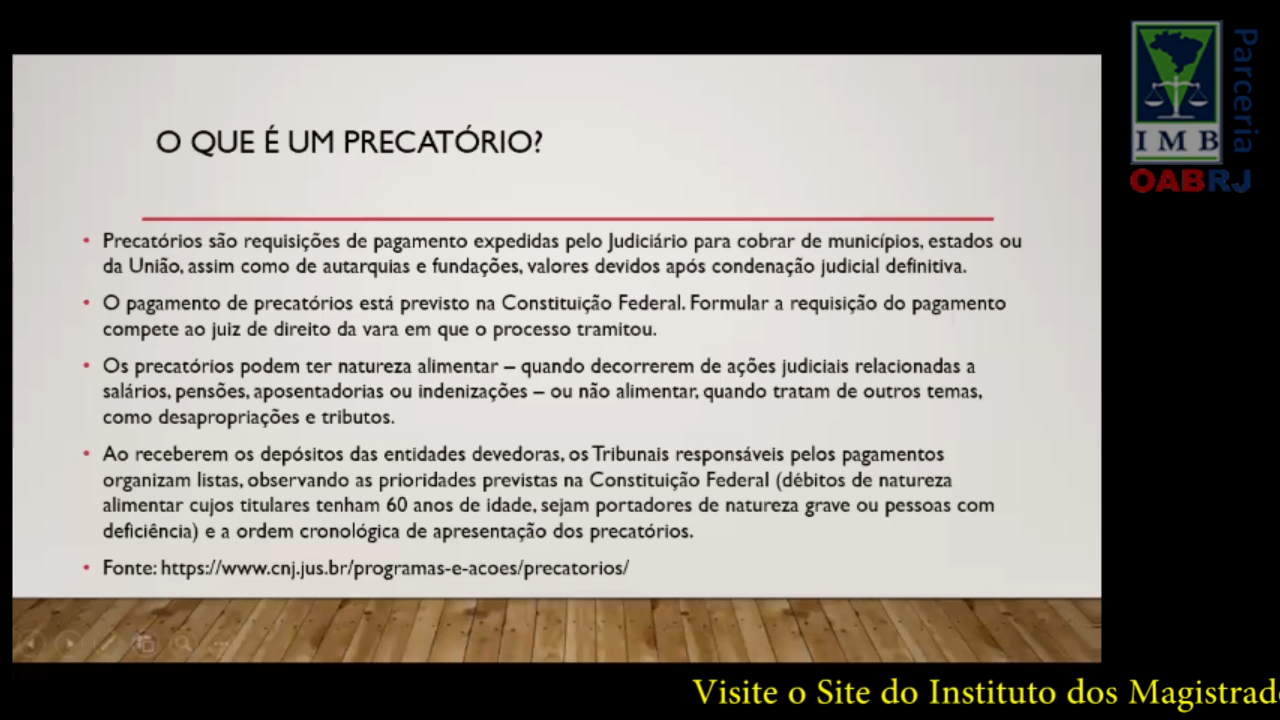 O QUE É UM PRECATÓRIO?
• Precatórios são requisições de pagamento expedidas pelo Judiciário para cobrar de municípios, estados ou
da União, assim como de autarquias e fundações, valores devidos após condenação judicial definitiva.
• O pagamento de precatórios está previsto na Constituição Federal. Formular a requisição do pagamento
compete ao juiz de direito da vara em que o processo tramitou.
• Os precatórios podem ter natureza alimentar – quando decorrerem de ações judiciais relacionadas a
salários, pensões, aposentadorias ou indenizações – ou não alimentar, quando tratam de outros temas,
como desapropriações e tributos.
• Ao receberem os depósitos das entidades devedoras, os Tribunais responsáveis pelos pagamentos
organizam listas, observando as prioridades previstas na Constituição Federal (débitos de natureza
alimentar cujos titulares tenham 60 anos de idade, sejam portadores de natureza grave ou pessoas com
deficiência) e a ordem cronológica de apresentação dos precatórios.
• Fonte: https://www.cnj.jus.br/programas-e-acoes/precatorios/
IMB
Parceria
OABRJ
Visite o Site do Instituto dos Magistrad